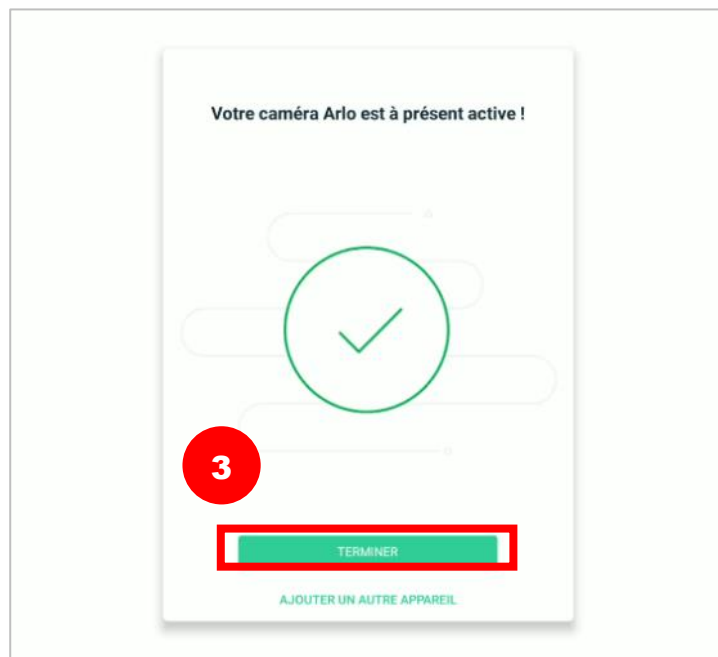 Votre caméra Arlo est à présent active !
3
TERMINER
AJOUTER UN AUTRE APPAREIL